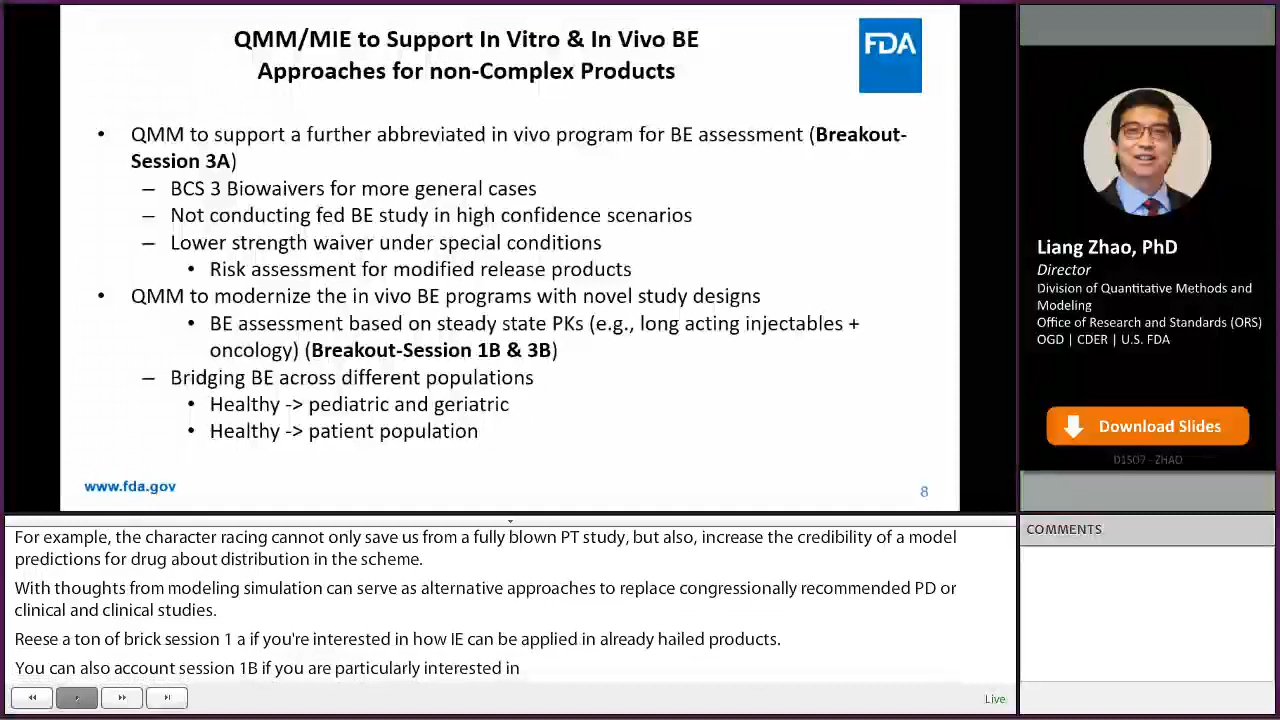 QMM/MIE to Support In Vitro & In Vivo BE
Approaches for non-Complex Products
FDA
• QMM to support a further abbreviated in vivo program for BE assessment (Breakout-
Session 3A)
– BCS 3 Biowaivers for more general cases
– Not conducting fed BE study in high confidence scenarios
– Lower strength waiver under special conditions
• Risk assessment for modified release products
• QMM to modernize the in vivo BE programs with novel study designs
• BE assessment based on steady state PKs (e.g., long acting injectables +
oncology) (Breakout-Session 1B & 3B)
– Bridging BE across different populations
• Healthy -> pediatric and geriatric
• Healthy -> patient population
www.fda.gov
8
Liang Zhao, PhD
Director
Division of Quantitative Methods and
Modeling
Office of Research and Standards (ORS)
OGD | CDER | U.S. FDA
Download Slides
D1S07 - ZHAO
For example, the character racing cannot only save us from a fully blown PT study, but also, increase the credibility of a model
predictions for drug about distribution in the scheme.
With thoughts from modeling simulation can serve as alternative approaches to replace congressionally recommended PD or
clinical and clinical studies.
Reese a ton of brick session 1 a if you're interested in how IE can be applied in already hailed products.
You can also account session 1B if you are particularly interested in
Live
COMMENTS